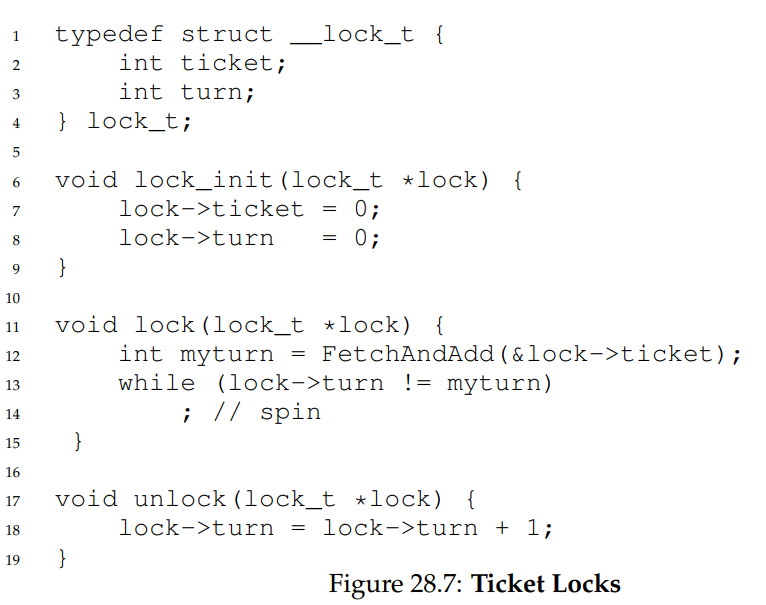 1 typedef struct __lock_t {
2 int ticket;
3 int turn;
4 } lock_t;
5
6 void lock_init(lock_t *lock) {
7 lock->ticket = 0;
8 lock->turn = 0;
9 }
10
11 void lock(lock_t *lock) {
12 int myturn = FetchAndAdd(&lock->ticket);
13 while (lock->turn != myturn)
14 ; // spin
15 }
16
17 void unlock(lock_t *lock) {
18 lock->turn = lock->turn + 1;
19 }
Figure 28.7: Ticket Locks